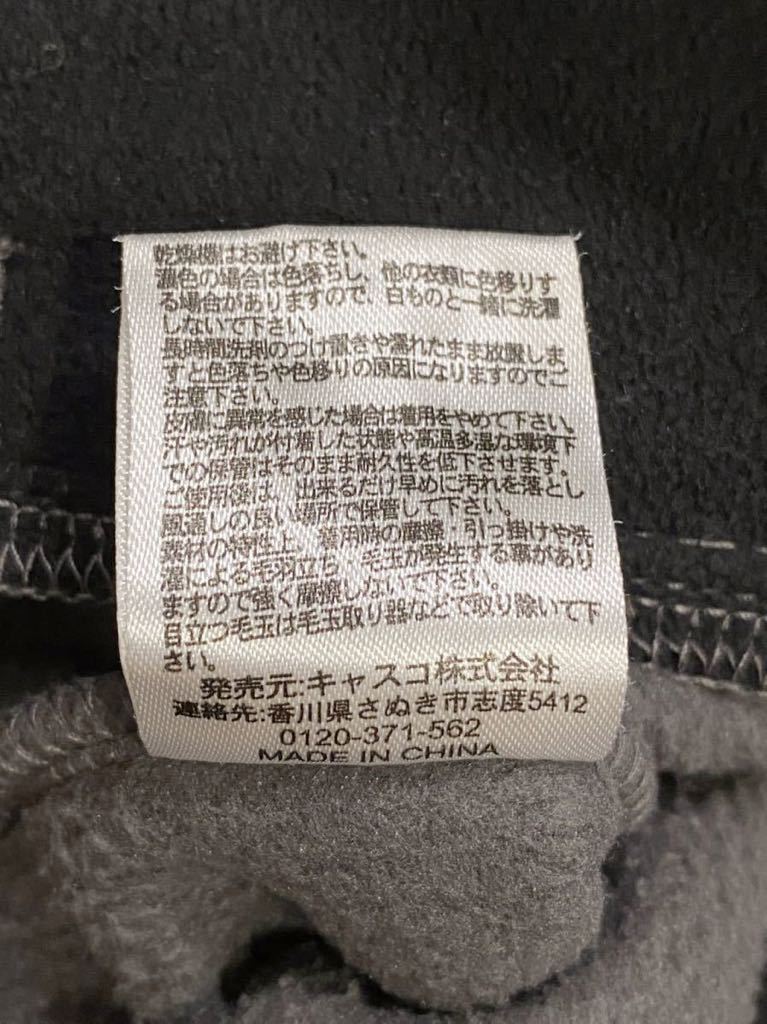 乾燥機はお避け下さい。
濃色の場合は色落ちし、他の衣類に色移りす
る場合がありますので、白ものと一緒に洗濯
しないで下さい。
長時間洗剤のつけ置きや濡れたまま放置しま
すと色落ちや色移りの原因になりますのでご
注意下さい。
皮膚に異常を感じた場合は着用をやめて下さい。
汗や汚れが付着した状態や高温多湿な環境下
での保管はそのまま耐久性を低下させます。
ご使用後は、出来るだけ早めに汚れを落とし
風通しの良い場所で保管して下さい。
素材の特性上、着用時の摩擦・引っ掛けや洗
濯による毛羽立ち、毛玉が発生する事があり
ますので強く摩擦しないで下さい。
目立つ毛玉は毛玉取り器などで取り除いて下
さい。
発売元:キャスコ株式会社
連絡先:香川県さぬき市志度5412
0120-371-562
MADE IN CHINA